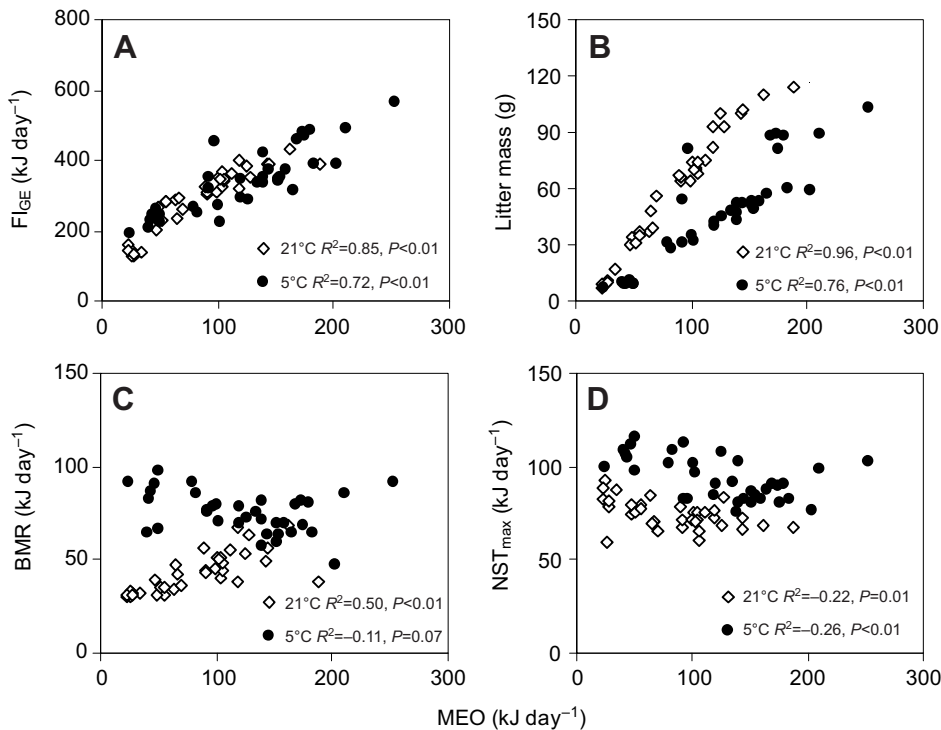 A
FI_GE (kJ day⁻¹)
800
600
400
200
0
0 100 200 300
◇ 21°C R²=0.85, P<0.01
● 5°C R²=0.72, P<0.01
B
Litter mass (g)
150
120
90
60
30
0
0 100 200 300
◇ 21°C R²=0.96, P<0.01
● 5°C R²=0.76, P<0.01
C
BMR (kJ day⁻¹)
150
100
50
0
0 100 200 300
◇ 21°C R²=0.50, P<0.01
● 5°C R²=–0.11, P=0.07
D
NST_max (kJ day⁻¹)
150
100
50
0
0 100 200 300
◇ 21°C R²=–0.22, P=0.01
● 5°C R²=–0.26, P<0.01
MEO (kJ day⁻¹)